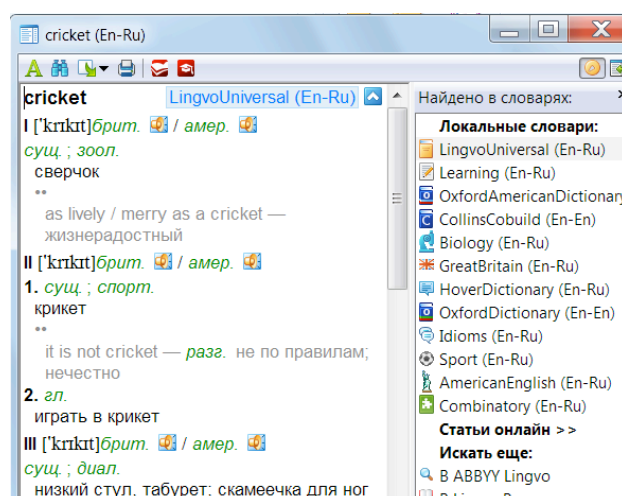 cricket (En-Ru)
cricket LingvoUniversal (En-Ru)
I ['krɪkɪt]брит. / амер.
сущ. ; зоол.
сверчок
••
as lively / merry as a cricket —
жизнерадостный
II ['krɪkɪt]брит. / амер.
1. сущ. ; спорт.
крикет
••
it is not cricket — разг. не по правилам;
нечестно
2. гл.
играть в крикет
III ['krɪkɪt]брит. / амер.
сущ. ; диал.
низкий стул, табурет; скамеечка для ног
Найдено в словарях:
Локальные словари:
LingvoUniversal (En-Ru)
Learning (En-Ru)
OxfordAmericanDictionary
CollinsCobuild (En-En)
Biology (En-Ru)
GreatBritain (En-Ru)
HoverDictionary (En-Ru)
OxfordDictionary (En-En)
Idioms (En-Ru)
Sport (En-Ru)
AmericanEnglish (En-Ru)
Combinatory (En-Ru)
Статьи онлайн >>
Искать еще:
В ABBYY Lingvo